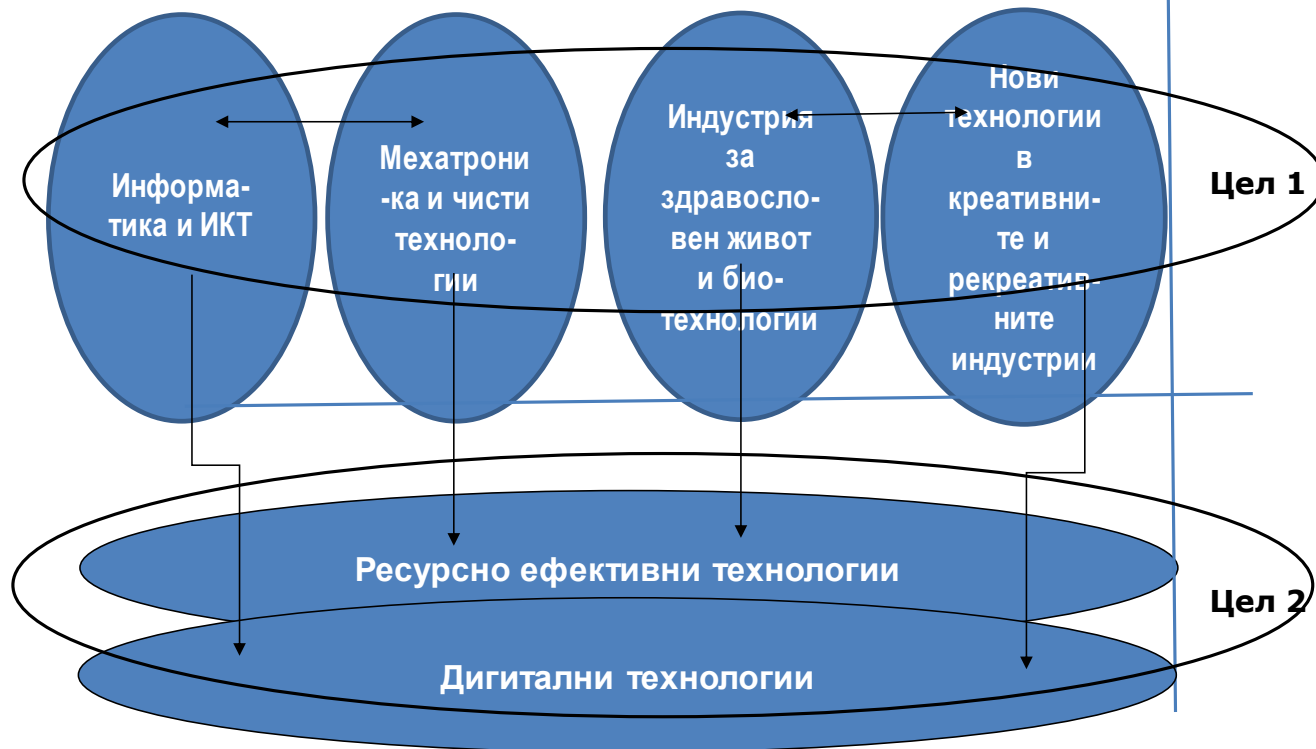 Информа-
тика и ИКТ
Мехатрони
-ка и чисти
техноло-
гии
Индустрия
за
здравосло-
вен живот
и био-
технологии
Нови
технологии
в
креативни-
те и
рекреатив-
ните
индустрии
Цел 1
Ресурсно ефективни технологии
Цел 2
Дигитални технологии